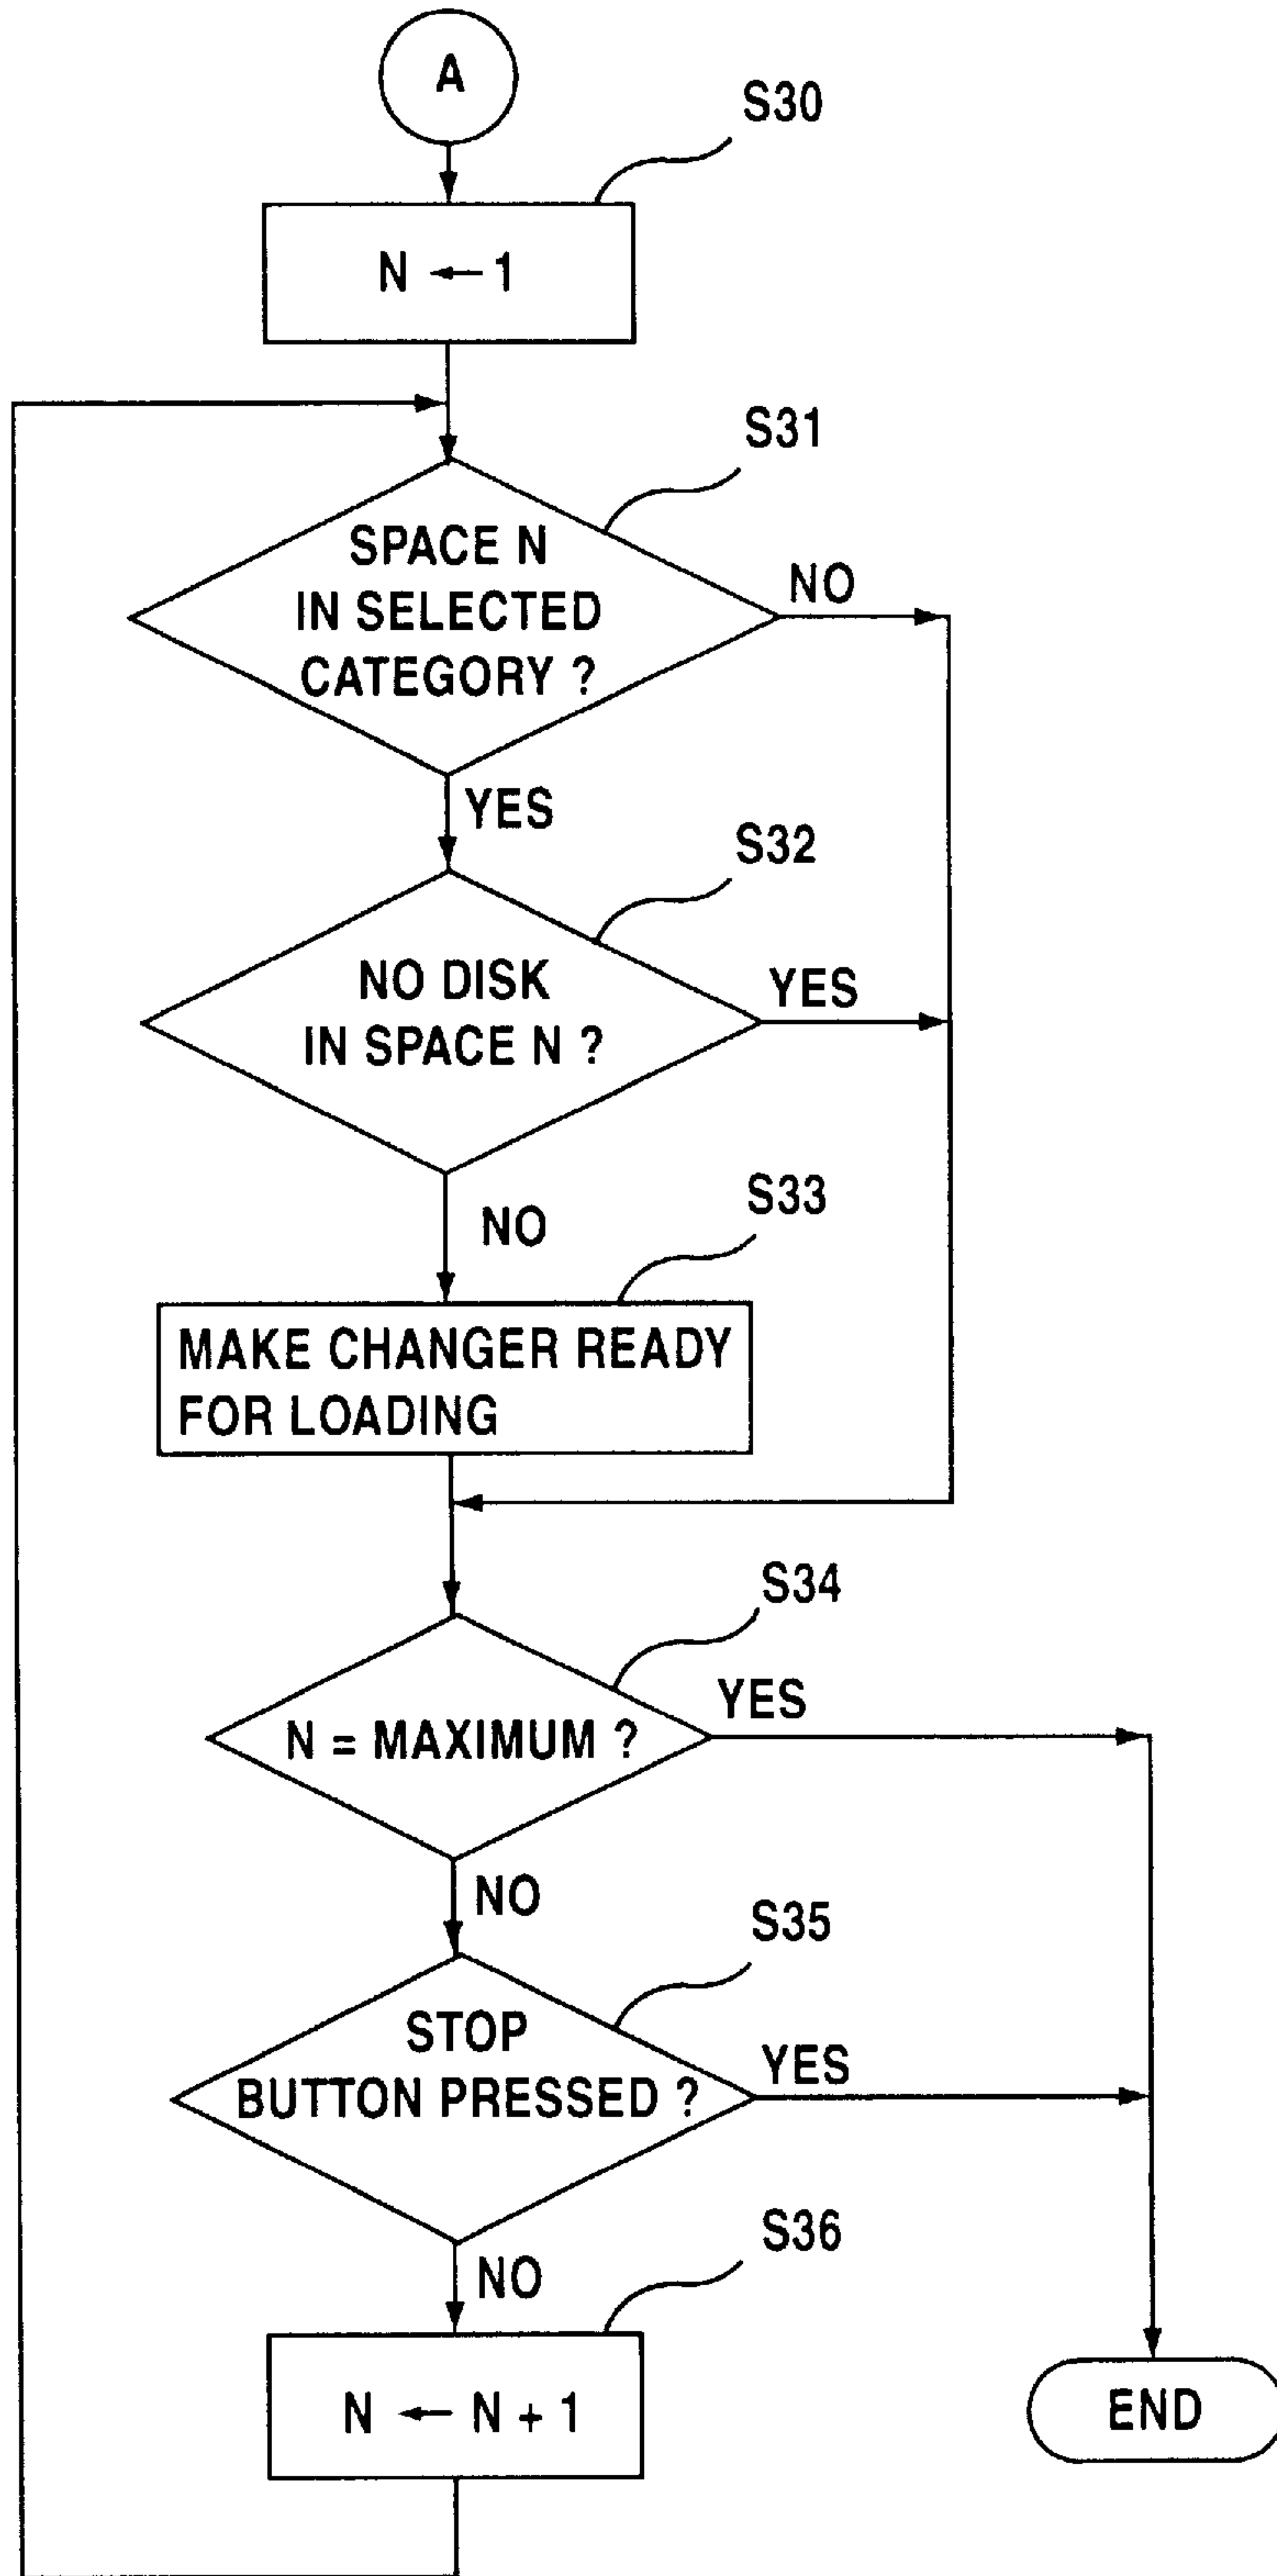 A
S30
N ← 1
S31
SPACE N
IN SELECTED
CATEGORY ?
NO
YES
S32
NO DISK
IN SPACE N ?
YES
NO
S33
MAKE CHANGER READY
FOR LOADING
S34
N = MAXIMUM ?
YES
NO
S35
STOP
BUTTON PRESSED ?
YES
NO
S36
N ← N + 1
END